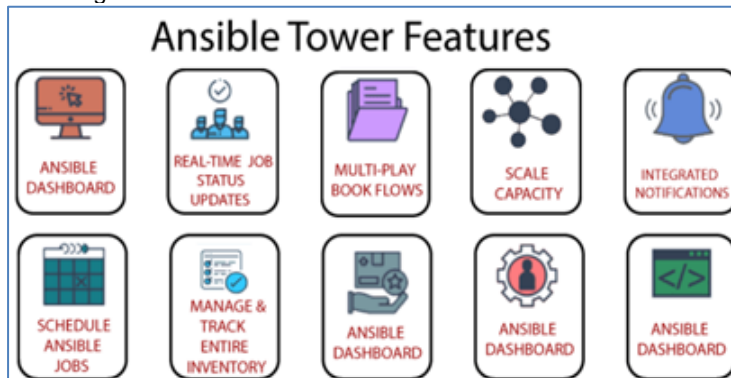 Ansible Tower Features
ANSIBLE
DASHBOARD
REAL-TIME JOB
STATUS
UPDATES
MULTI-PLAY
BOOK FLOWS
SCALE
CAPACITY
INTEGRATED
NOTIFICATIONS
SCHEDULE
ANSIBLE
JOBS
MANAGE &
TRACK
ENTIRE
INVENTORY
ANSIBLE
DASHBOARD
ANSIBLE
DASHBOARD
</>
ANSIBLE
DASHBOARD